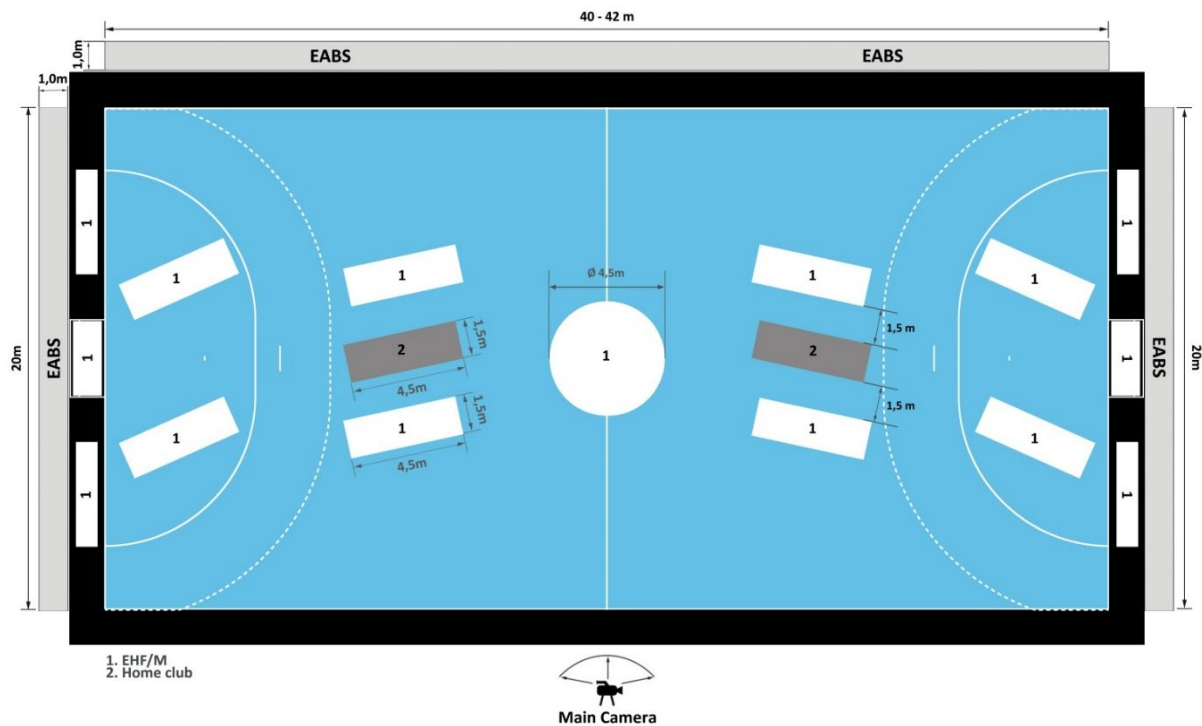 40 - 42 m
1,0m
EABS
EABS
1,0m
20m
EABS
1
1
1
1
1
1
2
1,5m
4,5m
1
1,5m
4,5m
Ø 4,5m
1
1
2
1
1,5 m
1,5 m
1
1
1
1
1
EABS
20m
1. EHF/M
2. Home club
Main Camera